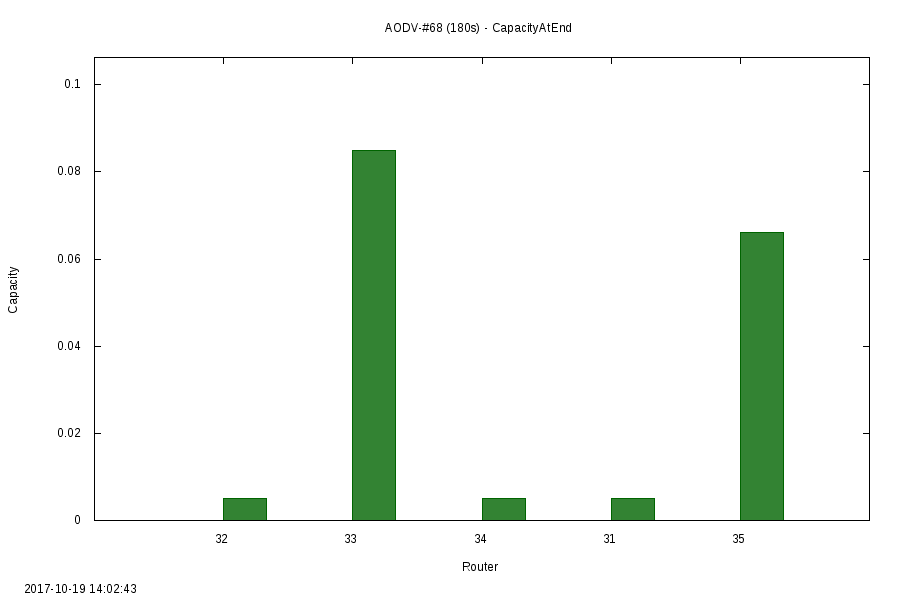 AODV-#68 (180s) - CapacityAtEnd
0.1
0.08
0.06
0.04
0.02
0
Capacity
32 33 34 31 35
Router
2017-10-19 14:02:43